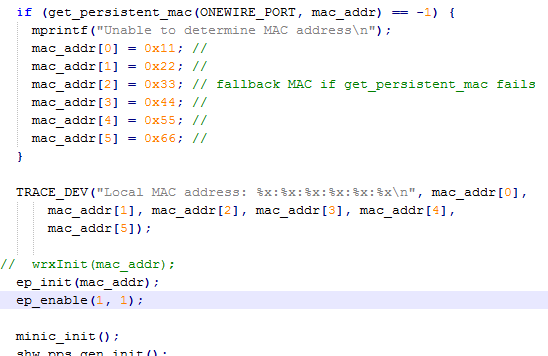 if (get_persistent_mac(ONEWIRE_PORT, mac_addr) == -1) {
mprintf("Unable to determine MAC address\n");
mac_addr[0] = 0x11; //
mac_addr[1] = 0x22; //
mac_addr[2] = 0x33; // fallback MAC if get_persistent_mac fails
mac_addr[3] = 0x44; //
mac_addr[4] = 0x55; //
mac_addr[5] = 0x66; //
}
TRACE_DEV("Local MAC address: %x:%x:%x:%x:%x:%x\n", mac_addr[0],
mac_addr[1], mac_addr[2], mac_addr[3], mac_addr[4],
mac_addr[5]);
// wrxInit(mac_addr);
ep_init(mac_addr);
ep_enable(1, 1);
minic_init();
shw_pps_gen_init();